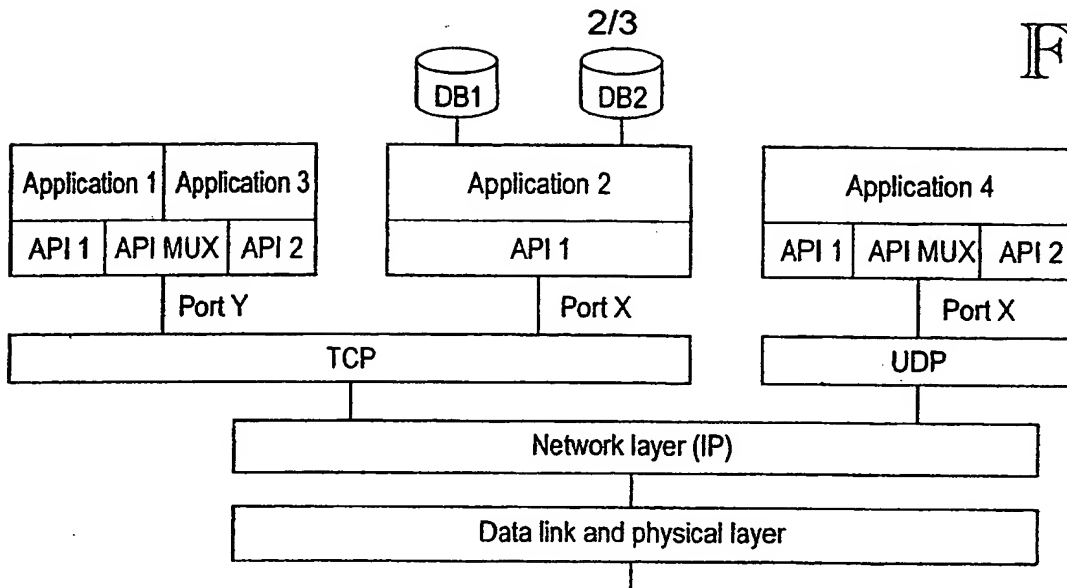 2/3
F
DB1
DB2
Application 1
Application 3
Application 2
Application 4
API 1
API MUX
API 2
API 1
API 1
API MUX
API 2
Port Y
Port X
Port X
TCP
UDP
Network layer (IP)
Data link and physical layer